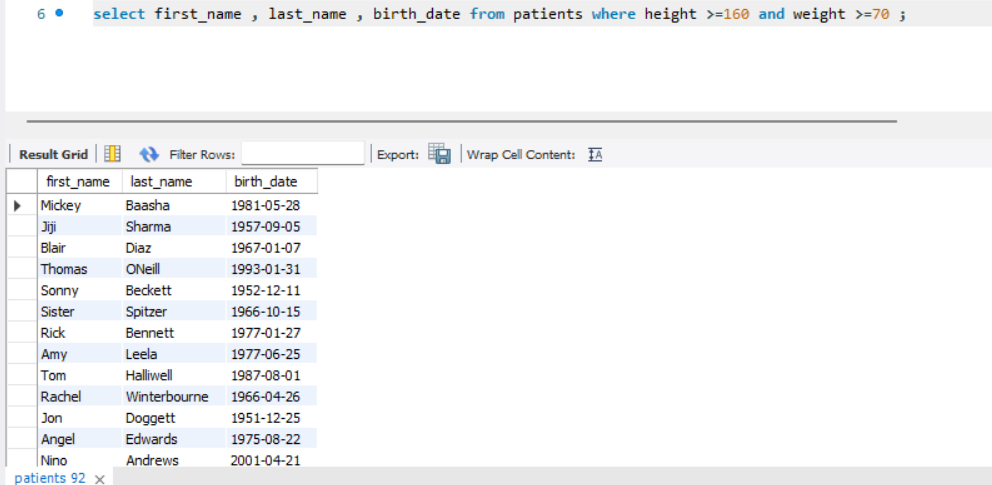 6 select first_name , last_name , birth_date from patients where height >=160 and weight >=70 ;
Result Grid Filter Rows: Export: Wrap Cell Content: IA
first_name last_name birth_date
Mickey Baasha 1981-05-28
Jiji Sharma 1957-09-05
Blair Diaz 1967-01-07
Thomas ONeill 1993-01-31
Sonny Beckett 1952-12-11
Sister Spitzer 1966-10-15
Rick Bennett 1977-01-27
Amy Leela 1977-06-25
Tom Halliwell 1987-08-01
Rachel Winterbourne 1966-04-26
Jon Doggett 1951-12-25
Angel Edwards 1975-08-22
Nino Andrews 2001-04-21
patients 92 ×